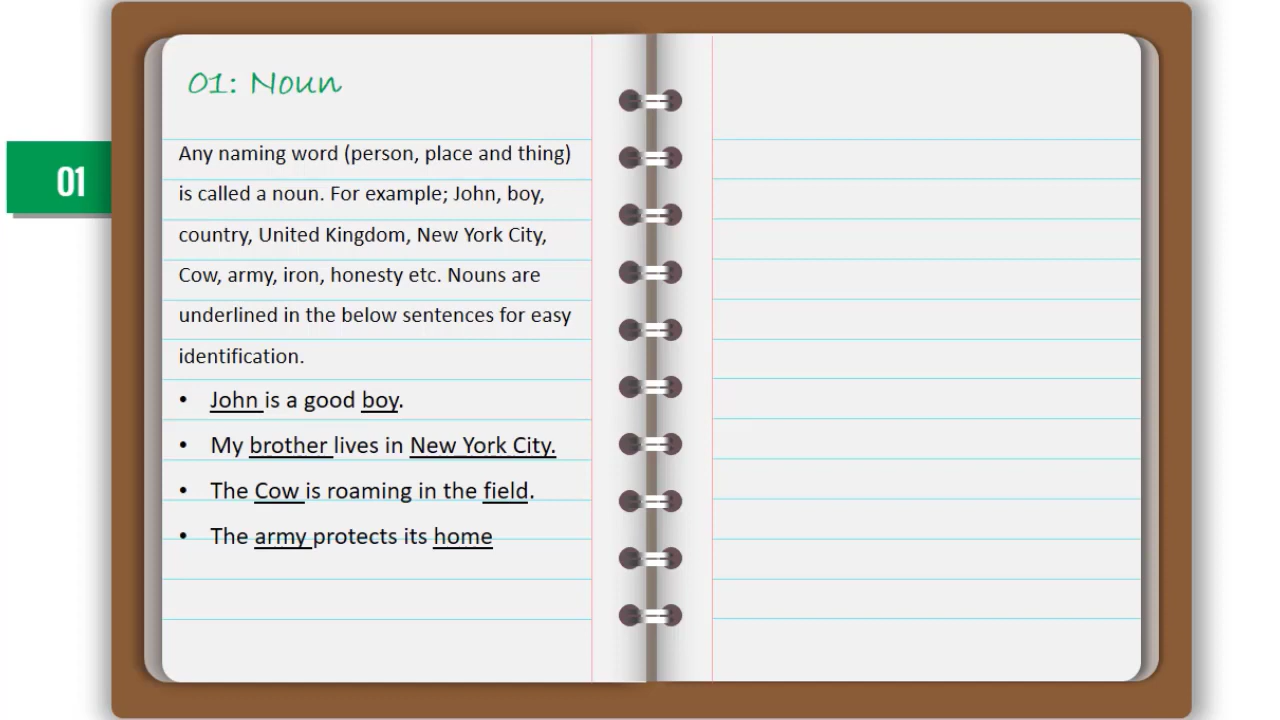 01: Noun
01
Any naming word (person, place and thing)
is called a noun. For example; John, boy,
country, United Kingdom, New York City,
Cow, army, iron, honesty etc. Nouns are
underlined in the below sentences for easy
identification.
• John is a good boy.
• My brother lives in New York City.
• The Cow is roaming in the field.
• The army protects its home